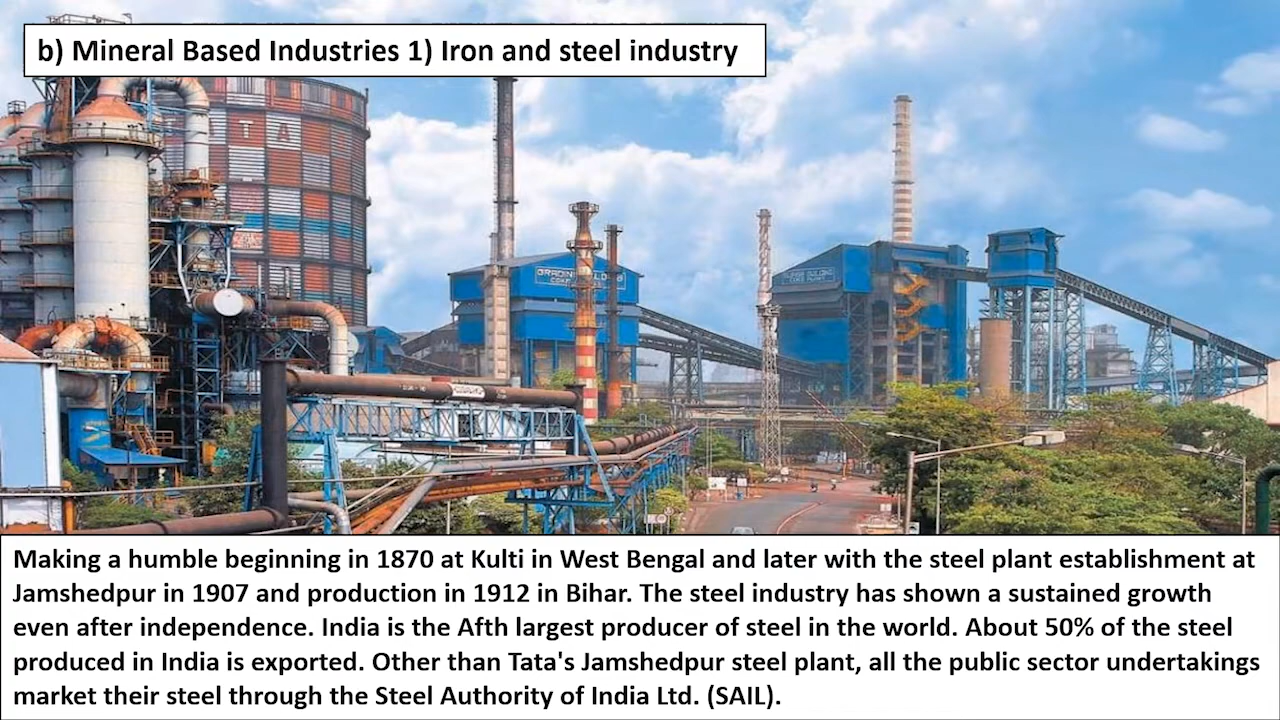 b) Mineral Based Industries 1) Iron and steel industry
TATA
Making a humble beginning in 1870 at Kulti in West Bengal and later with the steel plant establishment at
Jamshedpur in 1907 and production in 1912 in Bihar. The steel industry has shown a sustained growth
even after independence. India is the Afth largest producer of steel in the world. About 50% of the steel
produced in India is exported. Other than Tata's Jamshedpur steel plant, all the public sector undertakings
market their steel through the Steel Authority of India Ltd. (SAIL).